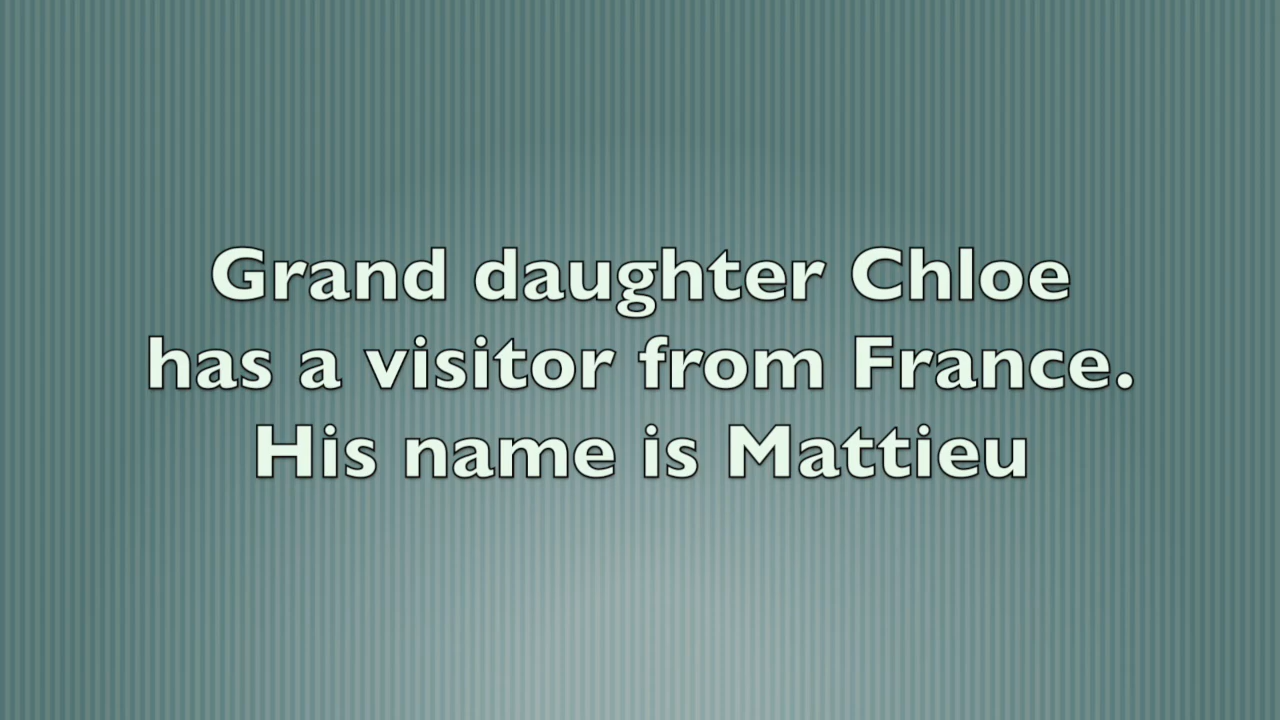 Grand daughter Chloe
has a visitor from France.
His name is Mattieu